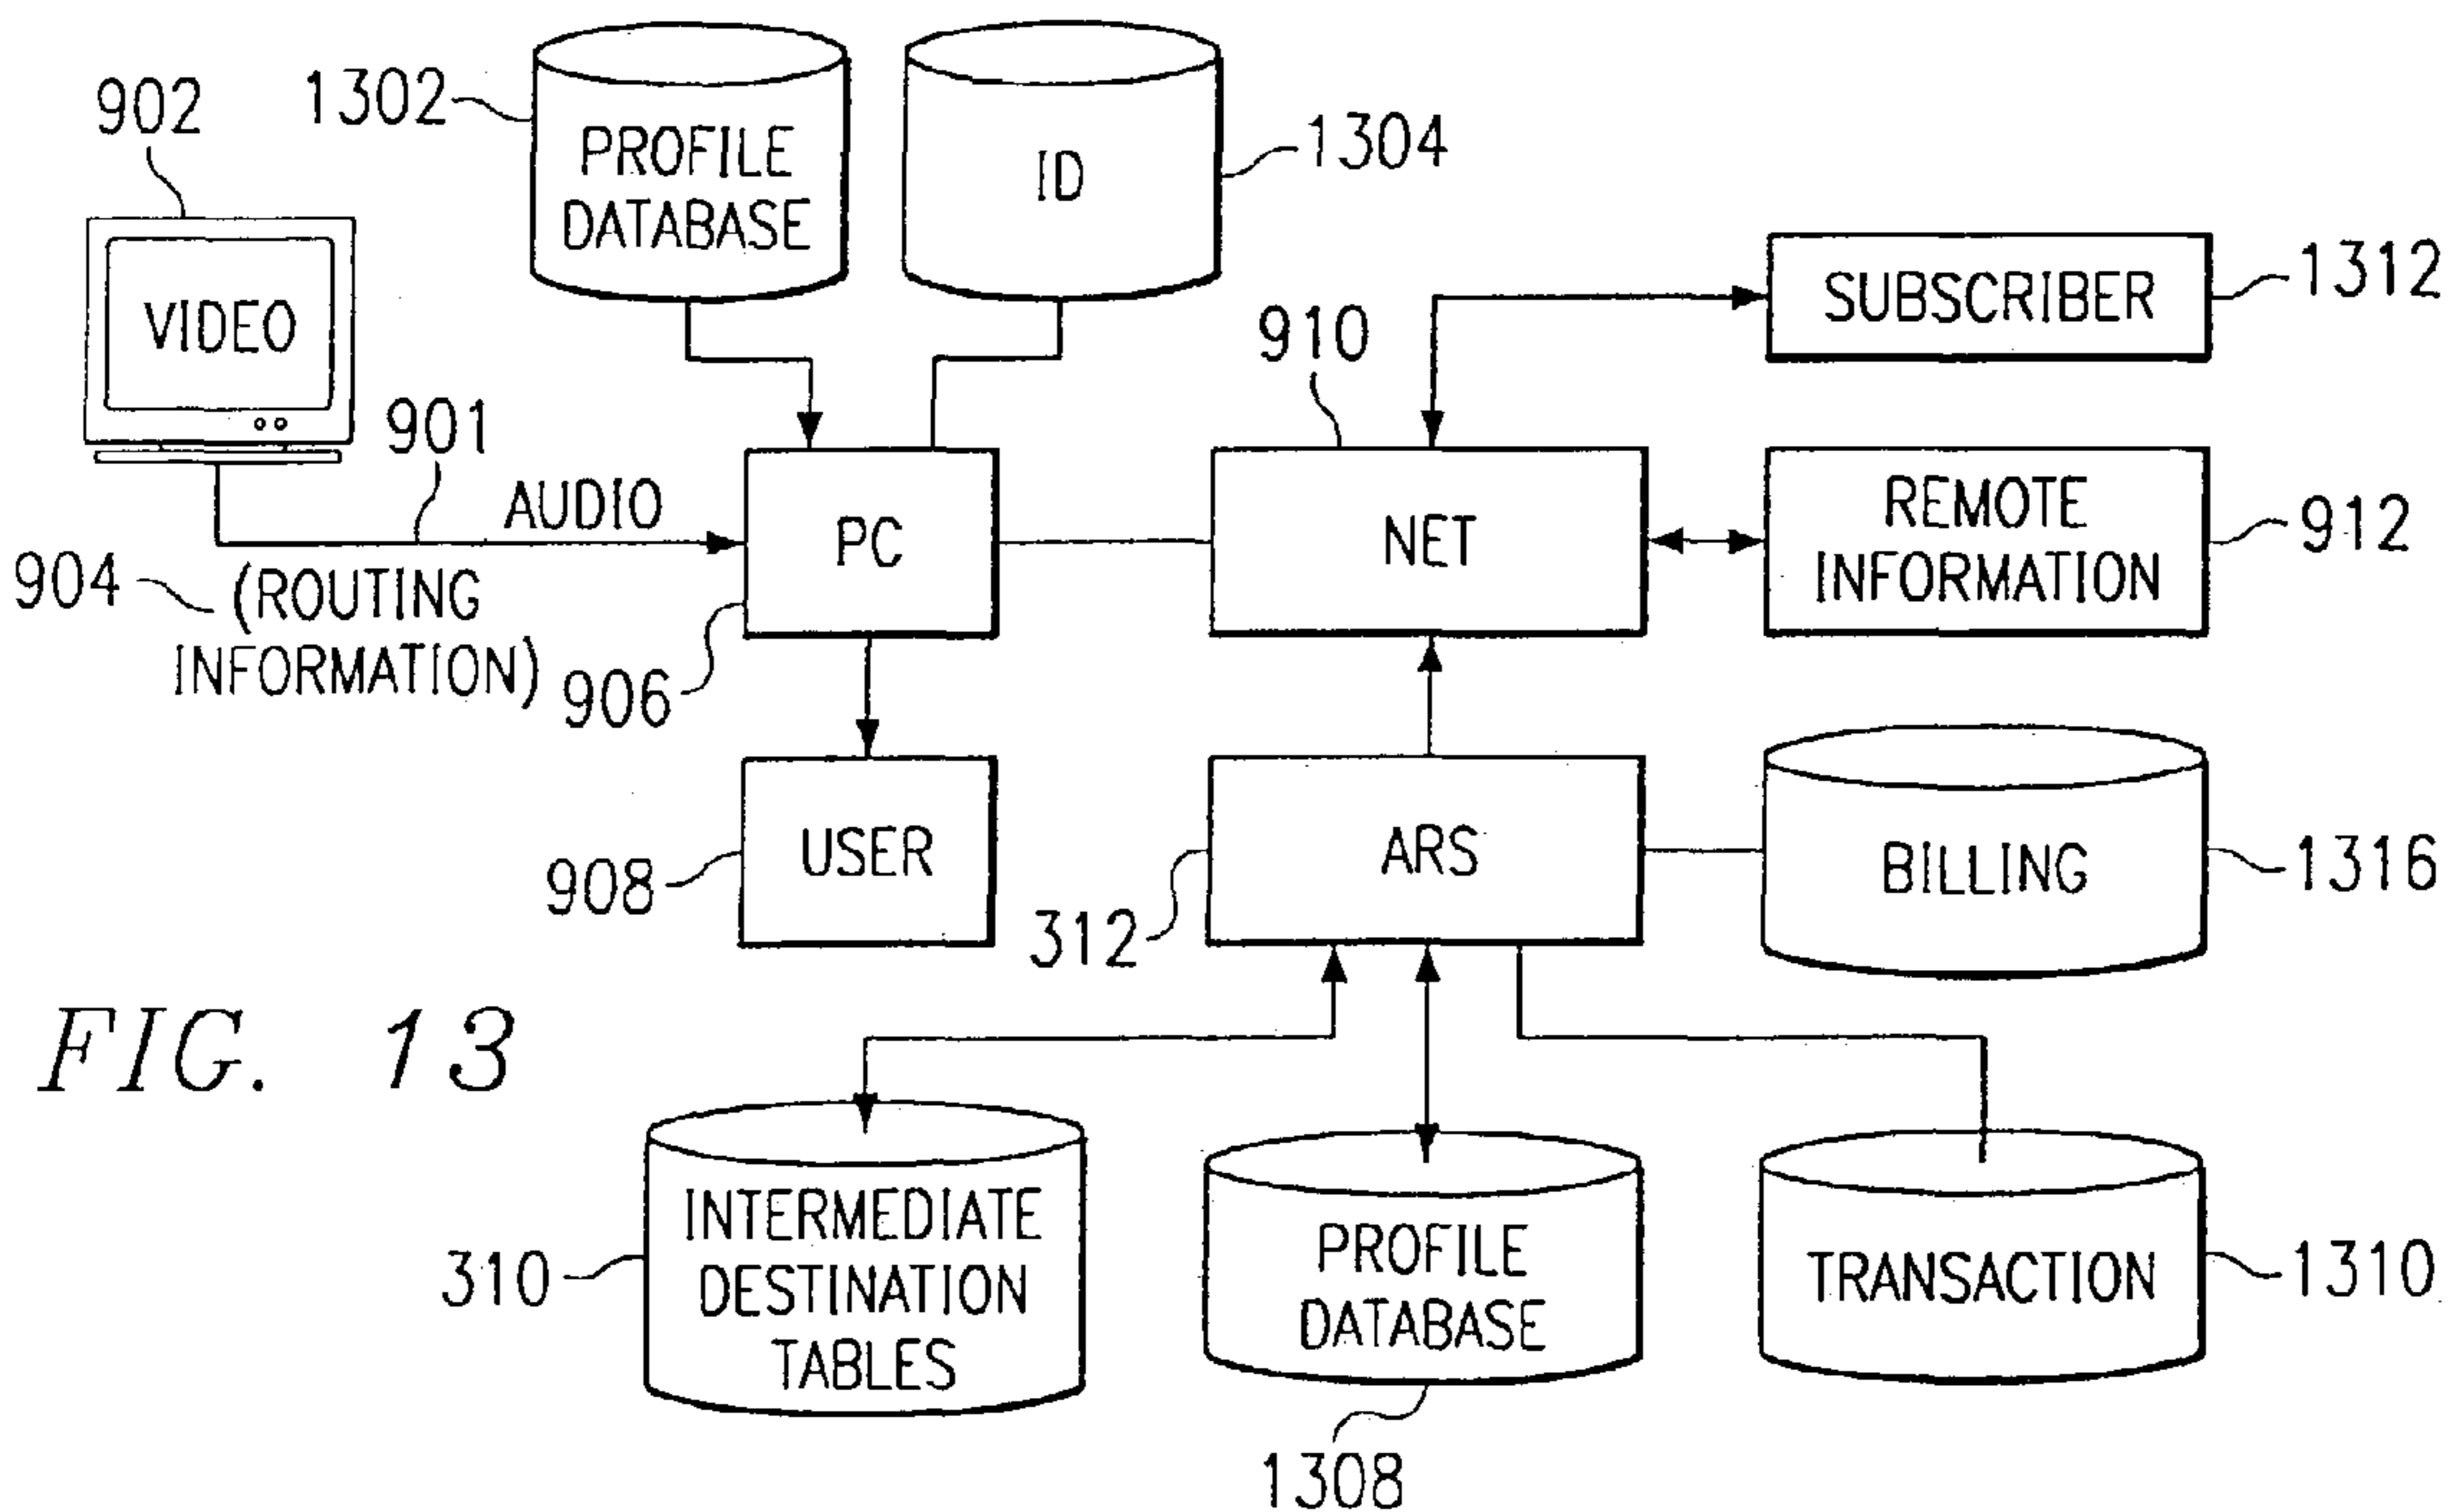 902
1302
PROFILE
DATABASE
ID
1304
VIDEO
901
AUDIO
904
(ROUTING
INFORMATION)
PC
906
910
NET
SUBSCRIBER
1312
REMOTE
INFORMATION
912
USER
908
ARS
312
BILLING
1316
FIG. 13
INTERMEDIATE
DESTINATION
TABLES
310
PROFILE
DATABASE
1308
TRANSACTION
1310